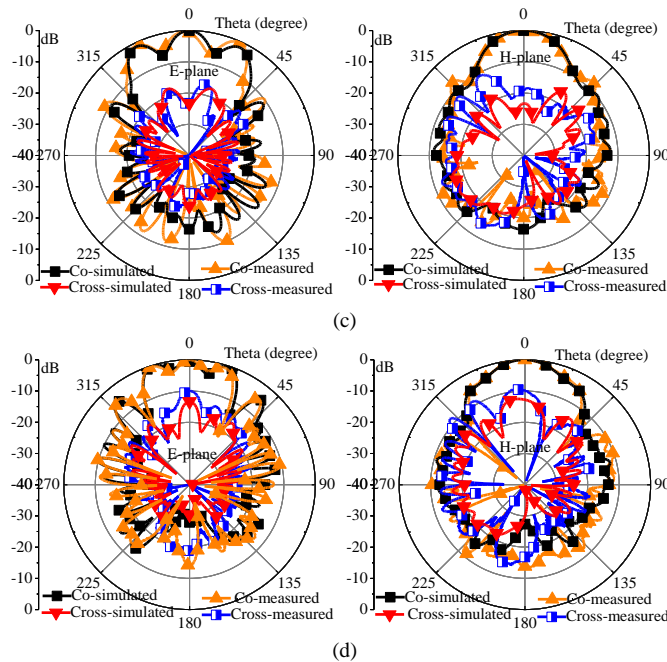 0
Theta (degree)
dB
0
-10
-20
-30
-40
-30
-20
-10
0
315
45
E-plane
270
90
225
135
180
Co-simulated
Co-measured
Cross-simulated
Cross-measured
0
Theta (degree)
dB
0
-10
-20
-30
-40
-30
-20
-10
0
315
45
H-plane
270
90
225
135
180
Co-simulated
Co-measured
Cross-simulated
Cross-measured
(c)
0
Theta (degree)
dB
0
-10
-20
-30
-40
-30
-20
-10
0
315
45
E-plane
270
90
225
135
180
Co-simulated
Co-measured
Cross-simulated
Cross-measured
0
Theta (degree)
dB
0
-10
-20
-30
-40
-30
-20
-10
0
315
45
H-plane
270
90
225
135
180
Co-simulated
Co-measured
Cross-simulated
Cross-measured
(d)